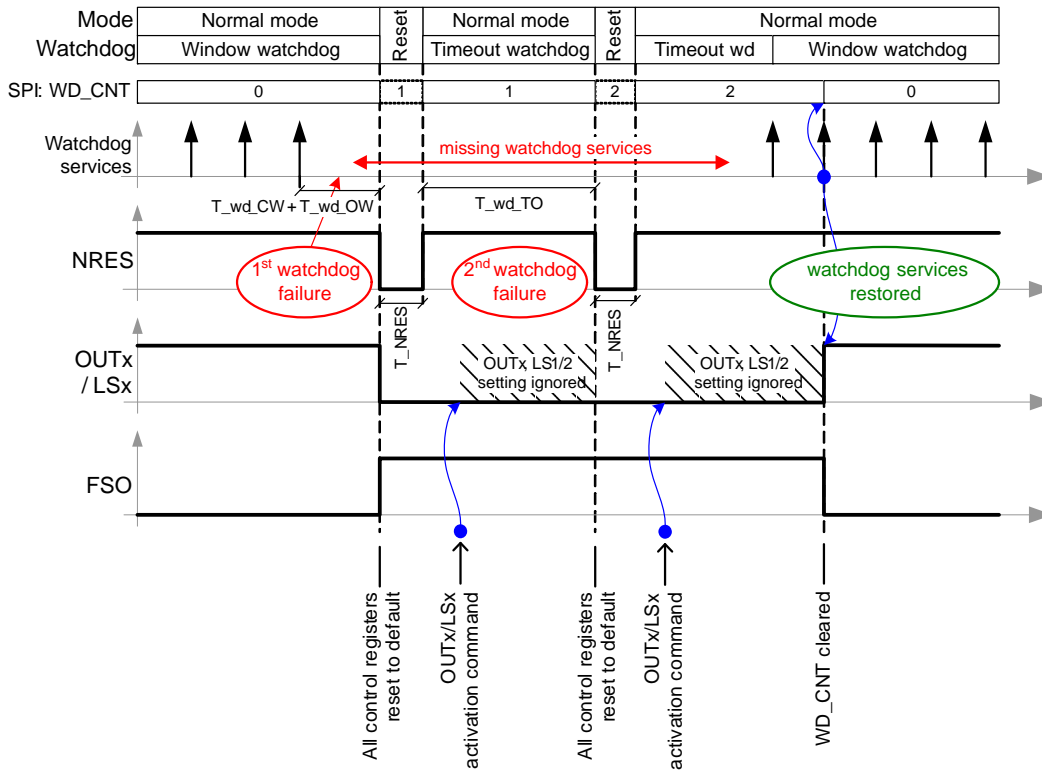 Mode
Normal mode
Reset
Normal mode
Reset
Normal mode
Watchdog
Window watchdog
Timeout watchdog
Timeout wd
Window watchdog
SPI: WD_CNT
0
1
1
2
2
0
Watchdog
services
missing watchdog services
T_wd_CW + T_wd_OW
T_wd_TO
NRES
1st watchdog
failure
2nd watchdog
failure
watchdog services
restored
T_NRES
T_NRES
OUTx
/ LSx
OUTx, LS1/2
setting ignored
OUTx, LS1/2
setting ignored
FSO
All control registers
reset to default
OUTx/LSx
activation command
All control registers
reset to default
OUTx/LSx
activation command
WD_CNT cleared